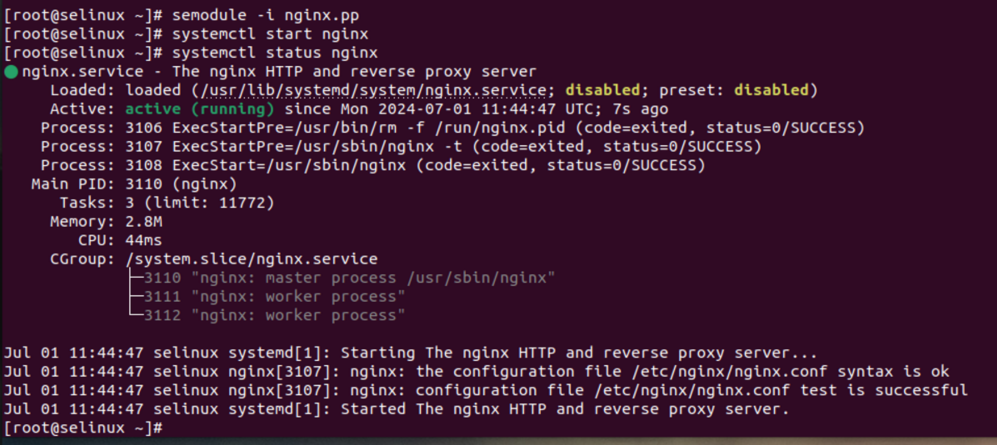 [root@selinux ~]# semodule -i nginx.pp
[root@selinux ~]# systemctl start nginx
[root@selinux ~]# systemctl status nginx
● nginx.service - The nginx HTTP and reverse proxy server
     Loaded: loaded (/usr/lib/systemd/system/nginx.service; disabled; preset: disabled)
     Active: active (running) since Mon 2024-07-01 11:44:47 UTC; 7s ago
    Process: 3106 ExecStartPre=/usr/bin/rm -f /run/nginx.pid (code=exited, status=0/SUCCESS)
    Process: 3107 ExecStartPre=/usr/sbin/nginx -t (code=exited, status=0/SUCCESS)
    Process: 3108 ExecStart=/usr/sbin/nginx (code=exited, status=0/SUCCESS)
   Main PID: 3110 (nginx)
      Tasks: 3 (limit: 11772)
     Memory: 2.8M
        CPU: 44ms
     CGroup: /system.slice/nginx.service
             ├─3110 "nginx: master process /usr/sbin/nginx"
             ├─3111 "nginx: worker process"
             └─3112 "nginx: worker process"
Jul 01 11:44:47 selinux systemd[1]: Starting The nginx HTTP and reverse proxy server...
Jul 01 11:44:47 selinux nginx[3107]: nginx: the configuration file /etc/nginx/nginx.conf syntax is ok
Jul 01 11:44:47 selinux nginx[3107]: nginx: configuration file /etc/nginx/nginx.conf test is successful
Jul 01 11:44:47 selinux systemd[1]: Started The nginx HTTP and reverse proxy server.
[root@selinux ~]#